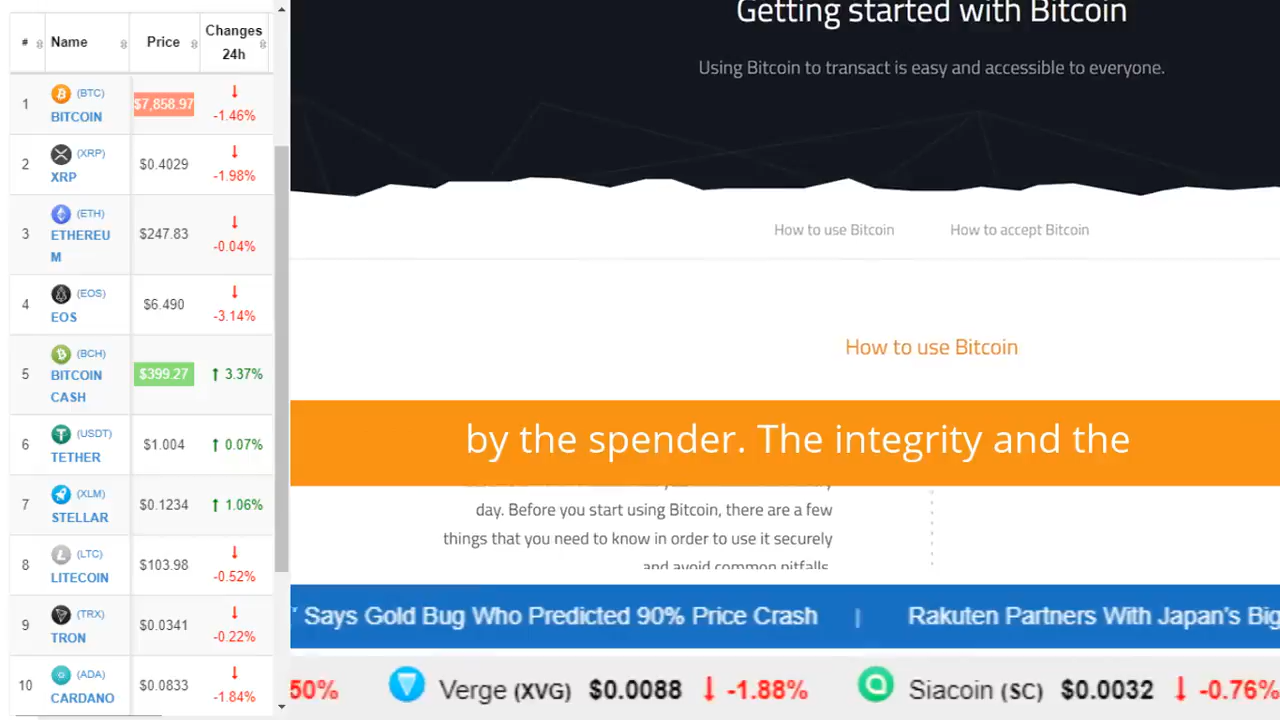 # Name Price Changes 24h
1 (BTC) BITCOIN $7,858.97 ↓ -1.46%
2 (XRP) XRP $0.4029 ↓ -1.98%
3 (ETH) ETHEREUM $247.83 ↓ -0.04%
4 (EOS) EOS $6.490 ↓ -3.14%
5 (BCH) BITCOIN CASH $399.27 ↑ 3.37%
6 (USDT) TETHER $1.004 ↑ 0.07%
7 (XLM) STELLAR $0.1234 ↑ 1.06%
8 (LTC) LITECOIN $103.98 ↓ -0.52%
9 (TRX) TRON $0.0341 ↓ -0.22%
10 (ADA) CARDANO $0.0833 ↓ -1.84%
Getting started with Bitcoin
Using Bitcoin to transact is easy and accessible to everyone.
How to use Bitcoin How to accept Bitcoin
How to use Bitcoin
by the spender. The integrity and the
day. Before you start using Bitcoin, there are a few
things that you need to know in order to use it securely
and avoid common pitfalls.
Says Gold Bug Who Predicted 90% Price Crash | Rakuten Partners With Japan's Big
50% Verge (XVG) $0.0088 ↓ -1.88% Siacoin (SC) $0.0032 ↓ -0.76%